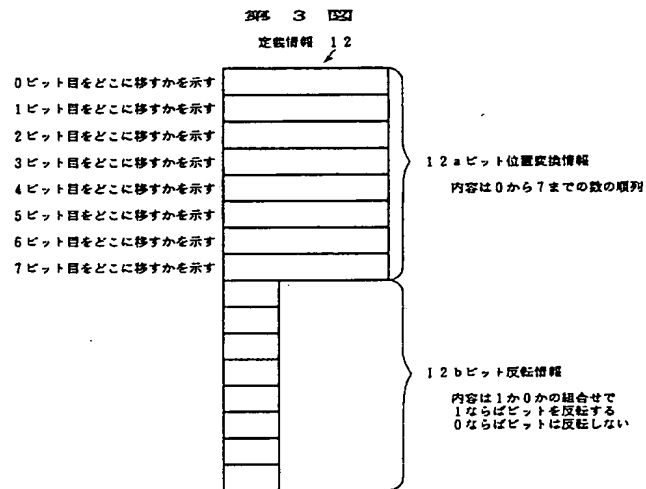 第 3 図
定義情報 12
0ビット目をどこに移すかを示す
1ビット目をどこに移すかを示す
2ビット目をどこに移すかを示す
3ビット目をどこに移すかを示す
4ビット目をどこに移すかを示す
5ビット目をどこに移すかを示す
6ビット目をどこに移すかを示す
7ビット目をどこに移すかを示す
12aビット位置変換情報
内容は0から7までの数の順列
12bビット反転情報
内容は1か0かの組合せで
1ならばビットを反転する
0ならばビットは反転しない